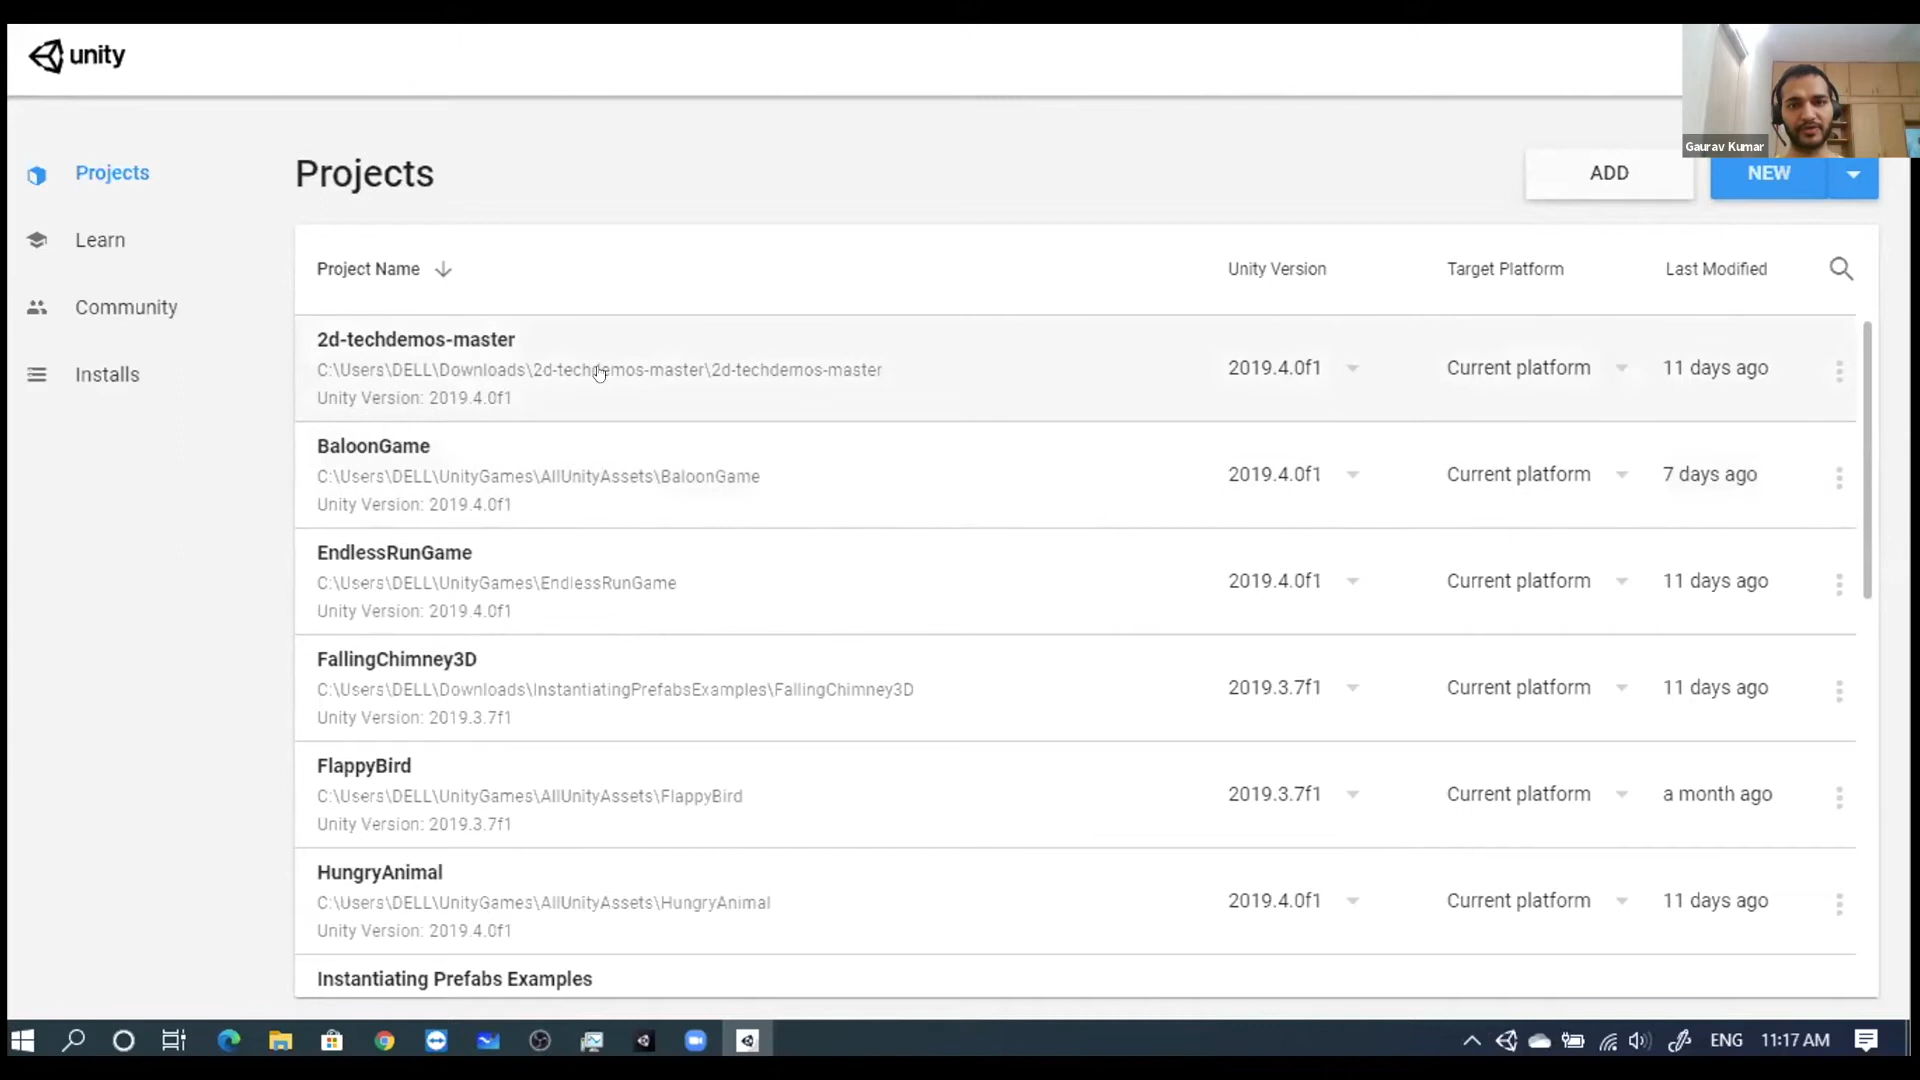 unity
Gaurav Kumar
Projects
Learn
Community
Installs
Projects
ADD
NEW
Project Name
Unity Version
Target Platform
Last Modified
2d-techdemos-master
C:\Users\DELL\Downloads\2d-techdemos-master\2d-techdemos-master
Unity Version: 2019.4.0f1
2019.4.0f1
Current platform
11 days ago
BaloonGame
C:\Users\DELL\UnityGames\AllUnityAssets\BaloonGame
Unity Version: 2019.4.0f1
2019.4.0f1
Current platform
7 days ago
EndlessRunGame
C:\Users\DELL\UnityGames\EndlessRunGame
Unity Version: 2019.4.0f1
2019.4.0f1
Current platform
11 days ago
FallingChimney3D
C:\Users\DELL\Downloads\InstantiatingPrefabsExamples\FallingChimney3D
Unity Version: 2019.3.7f1
2019.3.7f1
Current platform
11 days ago
FlappyBird
C:\Users\DELL\UnityGames\AllUnityAssets\FlappyBird
Unity Version: 2019.3.7f1
2019.3.7f1
Current platform
a month ago
HungryAnimal
C:\Users\DELL\UnityGames\AllUnityAssets\HungryAnimal
Unity Version: 2019.4.0f1
2019.4.0f1
Current platform
11 days ago
Instantiating Prefabs Examples
ENG
11:17 AM